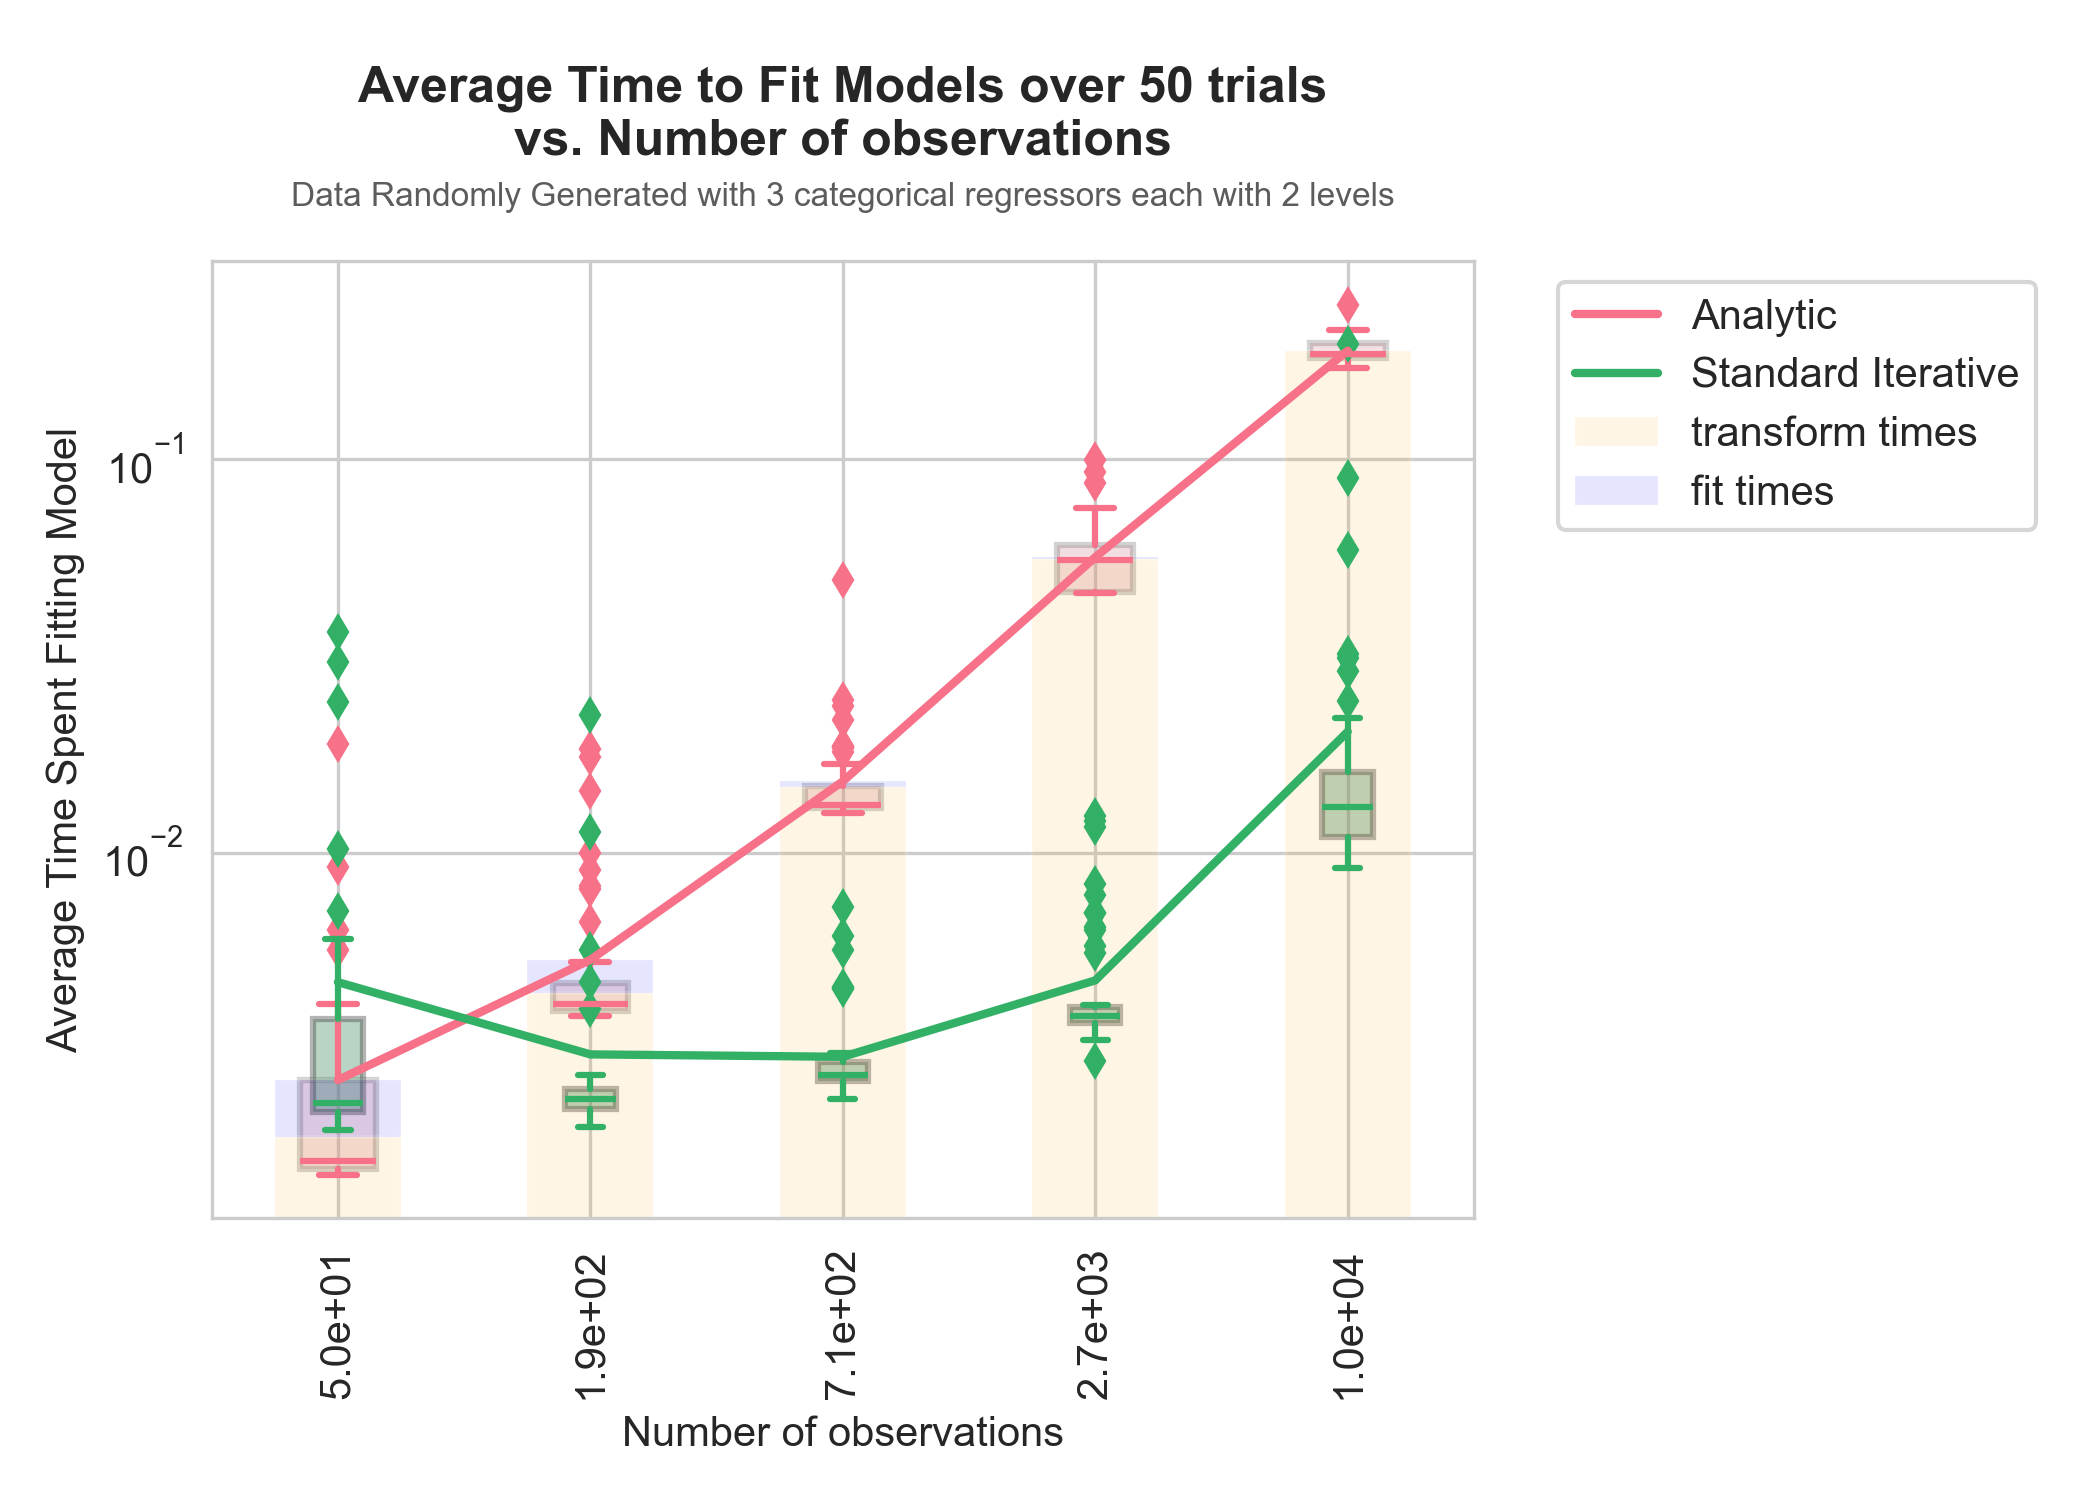 Average Time to Fit Models over 50 trials
vs. Number of observations
Data Randomly Generated with 3 categorical regressors each with 2 levels
Average Time Spent Fitting Model
10⁻¹
10⁻²
5.0e+01
1.9e+02
7.1e+02
2.7e+03
1.0e+04
Number of observations
Analytic
Standard Iterative
transform times
fit times